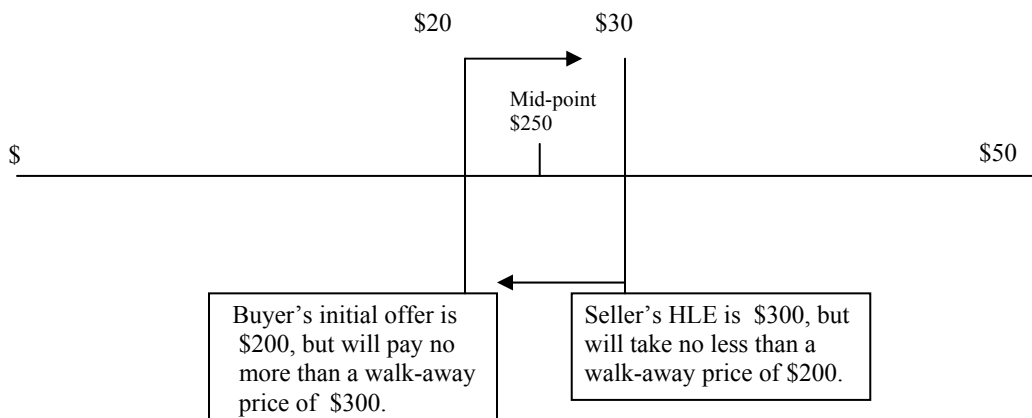 $20
$30
Mid-point
$250
$
$50
Buyer's initial offer is
$200, but will pay no
more than a walk-away
price of $300.
Seller's HLE is $300, but
will take no less than a
walk-away price of $200.